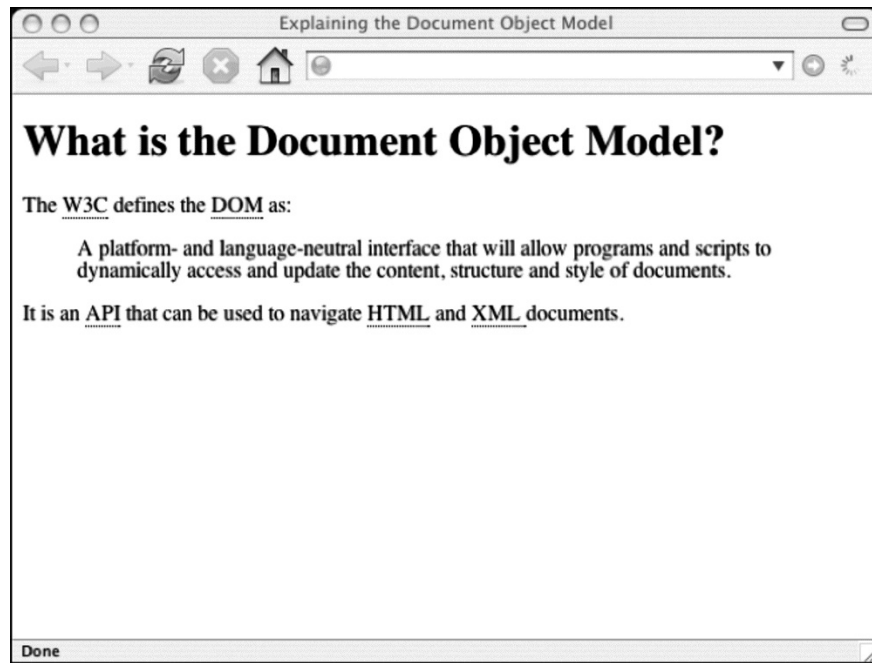 Explaining the Document Object Model
What is the Document Object Model?
The W3C defines the DOM as:
A platform- and language-neutral interface that will allow programs and scripts to
dynamically access and update the content, structure and style of documents.
It is an API that can be used to navigate HTML and XML documents.
Done